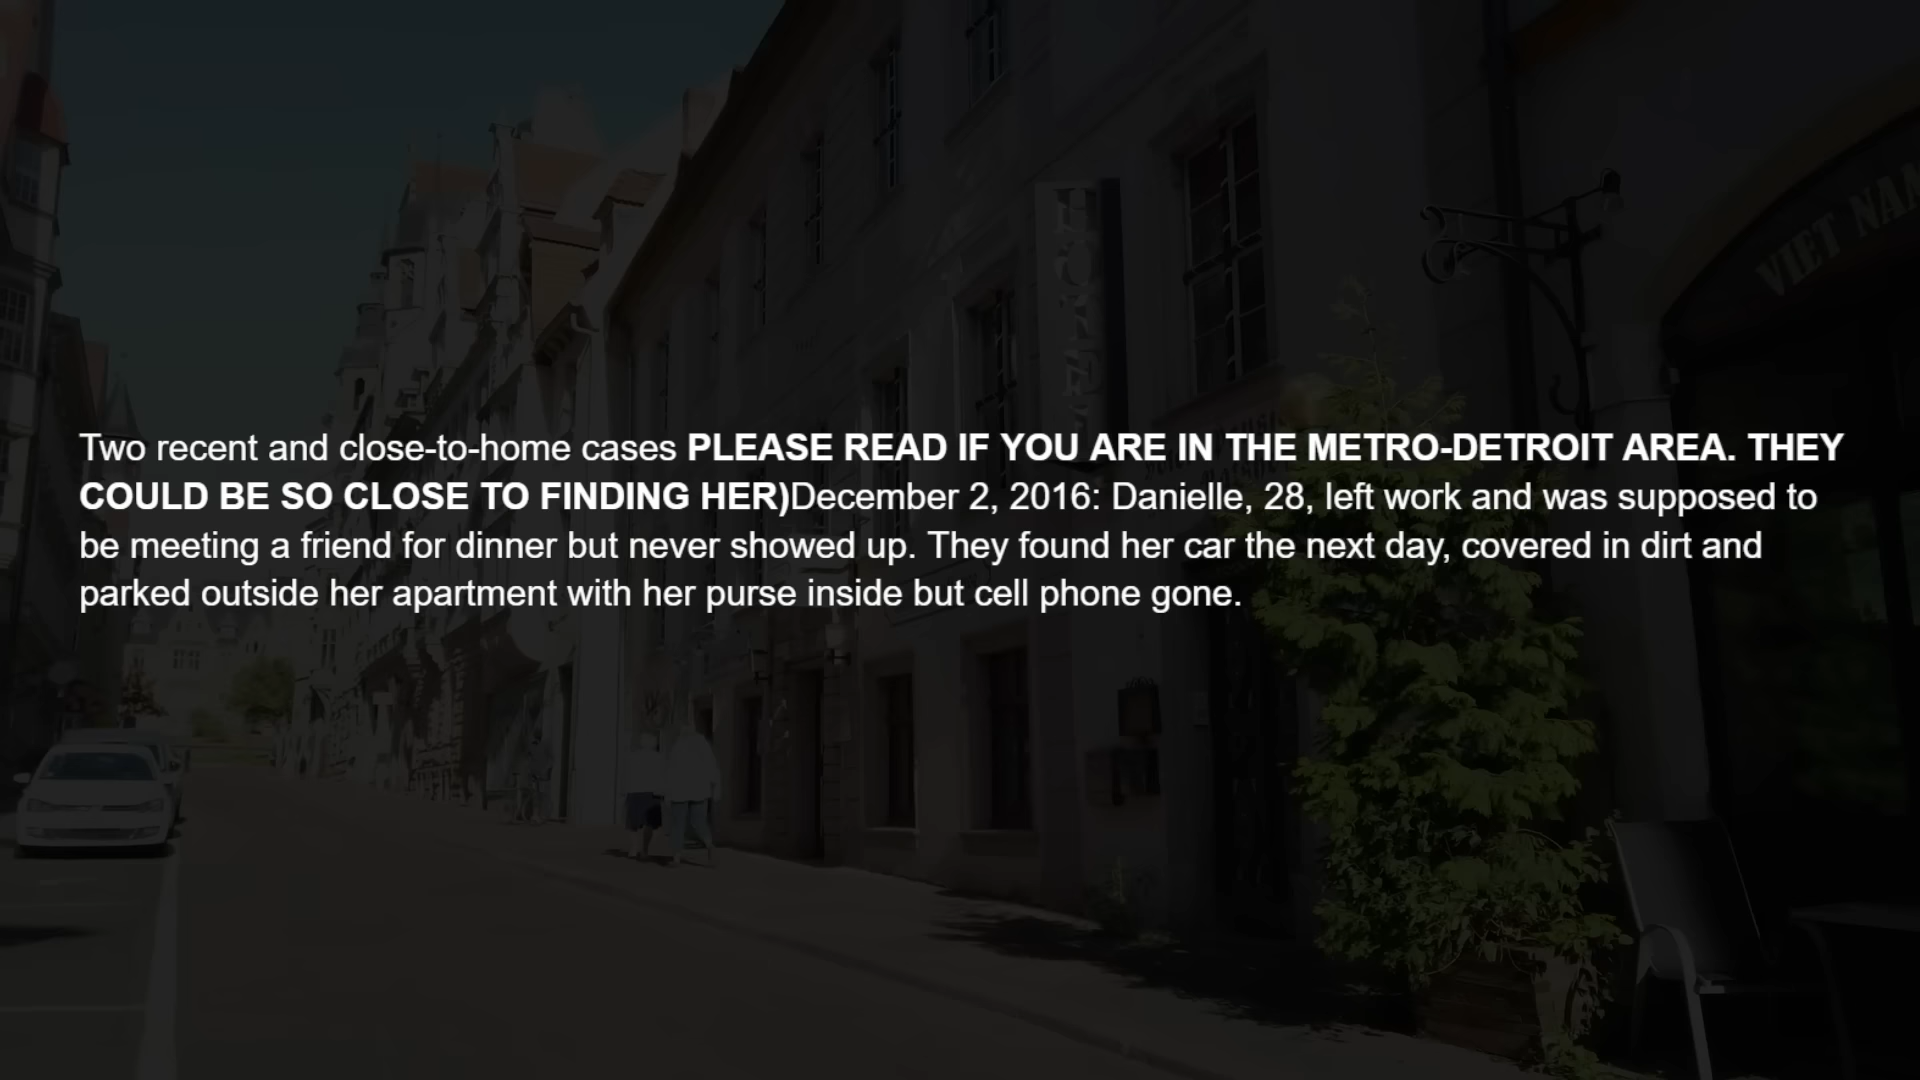 Two recent and close-to-home cases PLEASE READ IF YOU ARE IN THE METRO-DETROIT AREA. THEY
COULD BE SO CLOSE TO FINDING HER)December 2, 2016: Danielle, 28, left work and was supposed to
be meeting a friend for dinner but never showed up. They found her car the next day, covered in dirt and
parked outside her apartment with her purse inside but cell phone gone.
HOTEL
VIET NAM